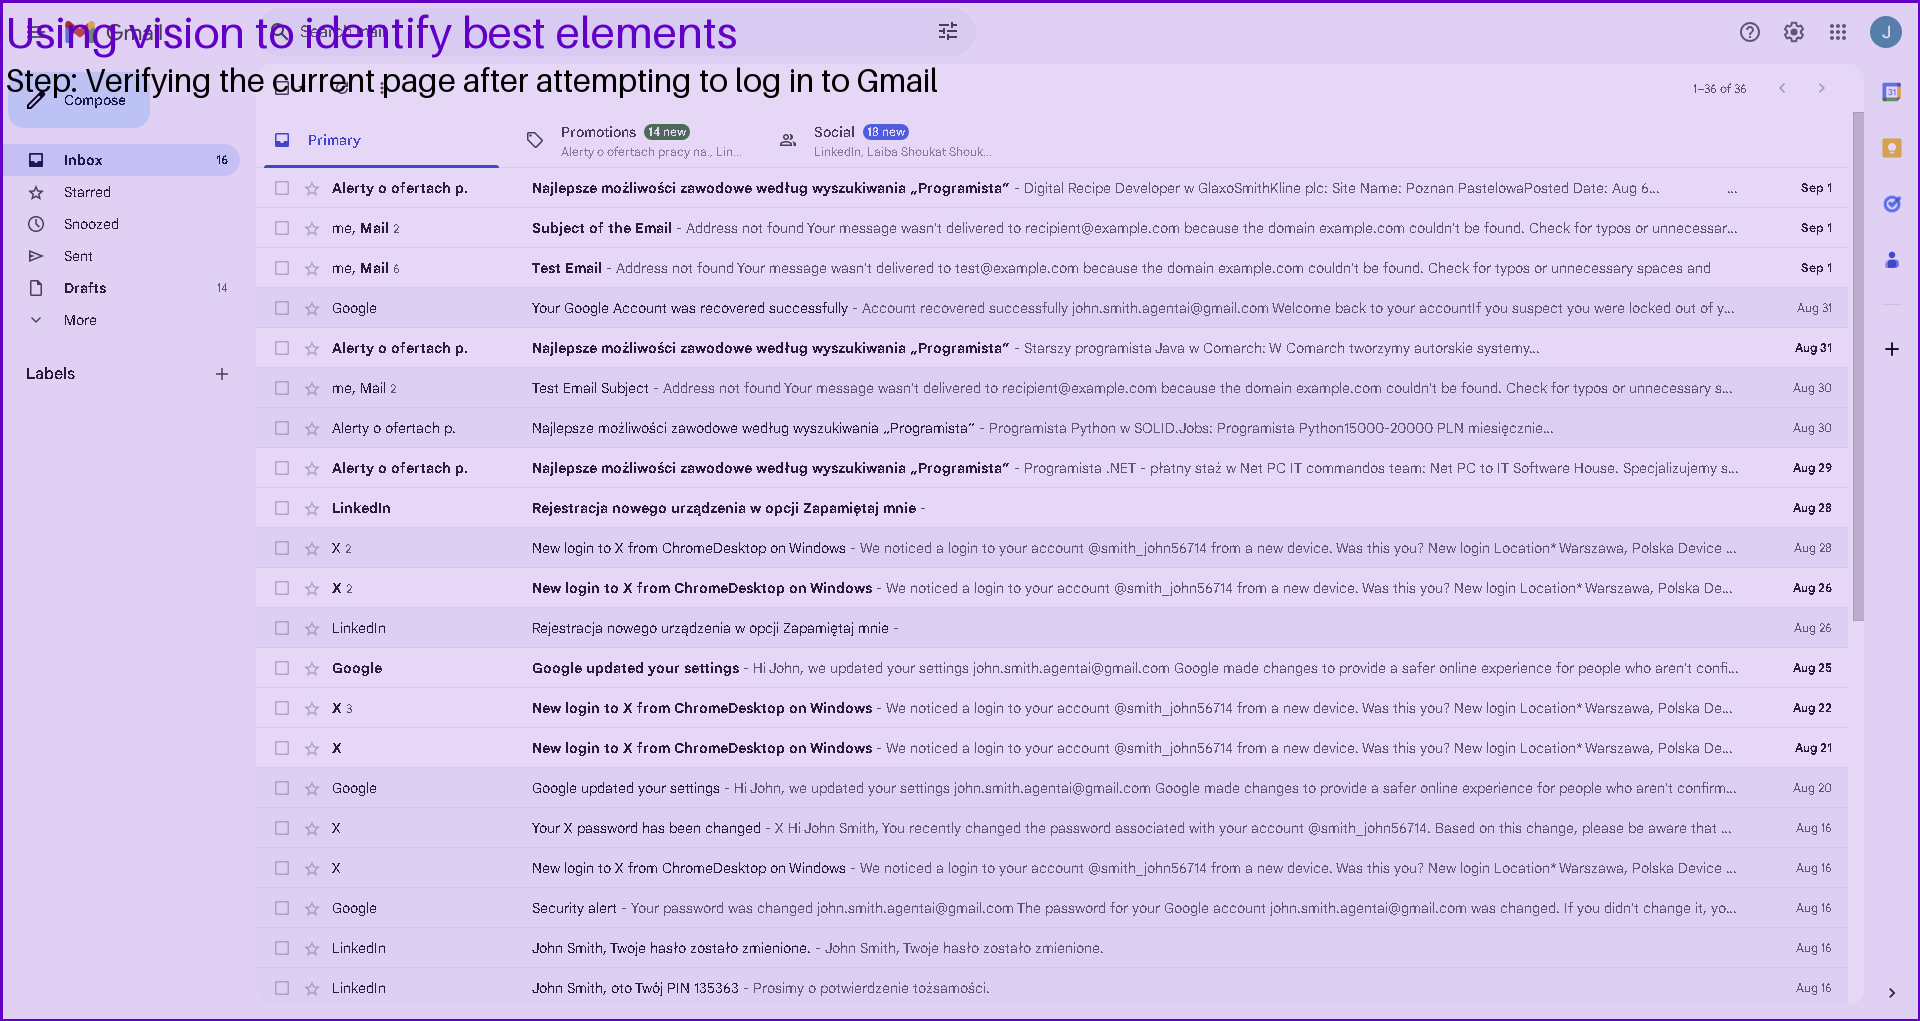 Using vision to identify best elements
Gmail
Search mail
J
Step: Verifying the current page after attempting to log in to Gmail
Compose
1–36 of 36
31
Primary
Promotions 14 new
Alerty o ofertach pracy na., Lin...
Social 13 new
LinkedIn, Laiba Shoukat Shouk...
Inbox 16
Starred
Snoozed
Sent
Drafts 14
More
Labels
Alerty o ofertach p. Najlepsze możliwości zawodowe według wyszukiwania „Programista” - Digital Recipe Developer w GlaxoSmithKline plc: Site Name: Poznan PastelowaPosted Date: Aug 6... ... Sep 1
me, Mail 2 Subject of the Email - Address not found Your message wasn't delivered to recipient@example.com because the domain example.com couldn't be found. Check for typos or unnecessar... Sep 1
me, Mail 6 Test Email - Address not found Your message wasn't delivered to test@example.com because the domain example.com couldn't be found. Check for typos or unnecessary spaces and Sep 1
Google Your Google Account was recovered successfully - Account recovered successfully john.smith.agentai@gmail.com Welcome back to your accountIf you suspect you were locked out of y... Aug 31
Alerty o ofertach p. Najlepsze możliwości zawodowe według wyszukiwania „Programista” - Starszy programista Java w Comarch: W Comarch tworzymy autorskie systemy... Aug 31
me, Mail 2 Test Email Subject - Address not found Your message wasn't delivered to recipient@example.com because the domain example.com couldn't be found. Check for typos or unnecessary s... Aug 30
Alerty o ofertach p. Najlepsze możliwości zawodowe według wyszukiwania „Programista” - Programista Python w SOLID.Jobs: Programista Python15000-20000 PLN miesięcznie... Aug 30
Alerty o ofertach p. Najlepsze możliwości zawodowe według wyszukiwania „Programista” - Programista .NET - płatny staż w Net PC IT commandos team: Net PC to IT Software House. Specjalizujemy s... Aug 29
LinkedIn Rejestracja nowego urządzenia w opcji Zapamiętaj mnie - Aug 28
X 2 New login to X from ChromeDesktop on Windows - We noticed a login to your account @smith_john56714 from a new device. Was this you? New login Location* Warszawa, Polska Device ... Aug 28
X 2 New login to X from ChromeDesktop on Windows - We noticed a login to your account @smith_john56714 from a new device. Was this you? New login Location* Warszawa, Polska De... Aug 26
LinkedIn Rejestracja nowego urządzenia w opcji Zapamiętaj mnie - Aug 26
Google Google updated your settings - Hi John, we updated your settings john.smith.agentai@gmail.com Google made changes to provide a safer online experience for people who aren't confi... Aug 25
X 3 New login to X from ChromeDesktop on Windows - We noticed a login to your account @smith_john56714 from a new device. Was this you? New login Location* Warszawa, Polska De... Aug 22
X New login to X from ChromeDesktop on Windows - We noticed a login to your account @smith_john56714 from a new device. Was this you? New login Location* Warszawa, Polska De... Aug 21
Google Google updated your settings - Hi John, we updated your settings john.smith.agentai@gmail.com Google made changes to provide a safer online experience for people who aren't confirm... Aug 20
X Your X password has been changed - X Hi John Smith, You recently changed the password associated with your account @smith_john56714. Based on this change, please be aware that ... Aug 16
X New login to X from ChromeDesktop on Windows - We noticed a login to your account @smith_john56714 from a new device. Was this you? New login Location* Warszawa, Polska Device ... Aug 16
Google Security alert - Your password was changed john.smith.agentai@gmail.com The password for your Google account john.smith.agentai@gmail.com was changed. If you didn't change it, yo... Aug 16
LinkedIn John Smith, Twoje hasło zostało zmienione. - John Smith, Twoje hasło zostało zmienione. Aug 16
LinkedIn John Smith, oto Twój PIN 135363 - Prosimy o potwierdzenie tożsamości. Aug 16